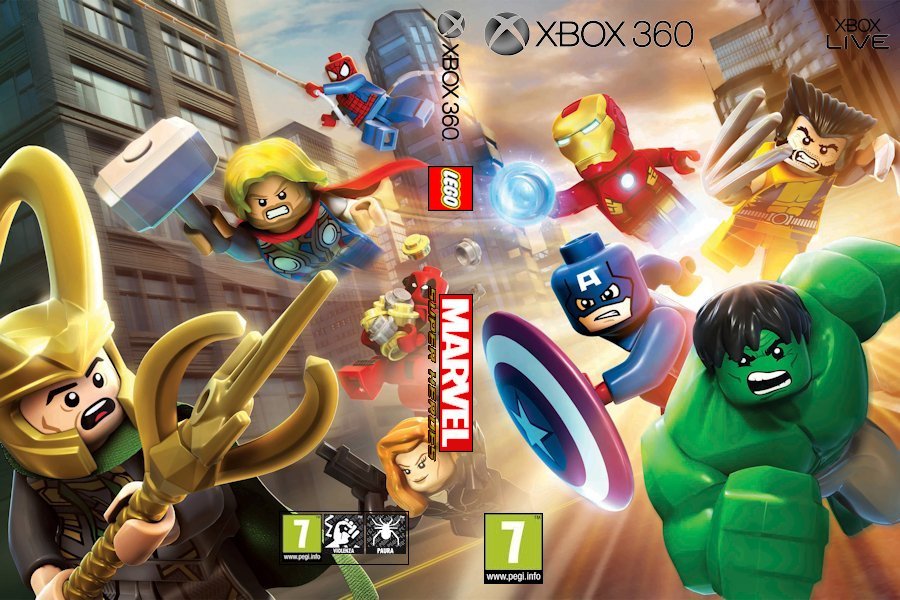 XBOX 360
XBOX
LIVE
XBOX 360.
LEGO
MARVEL
SUPER HEROES
A
7
www.pegi.info
VIOLENZA
PAURA
7
www.pegi.info